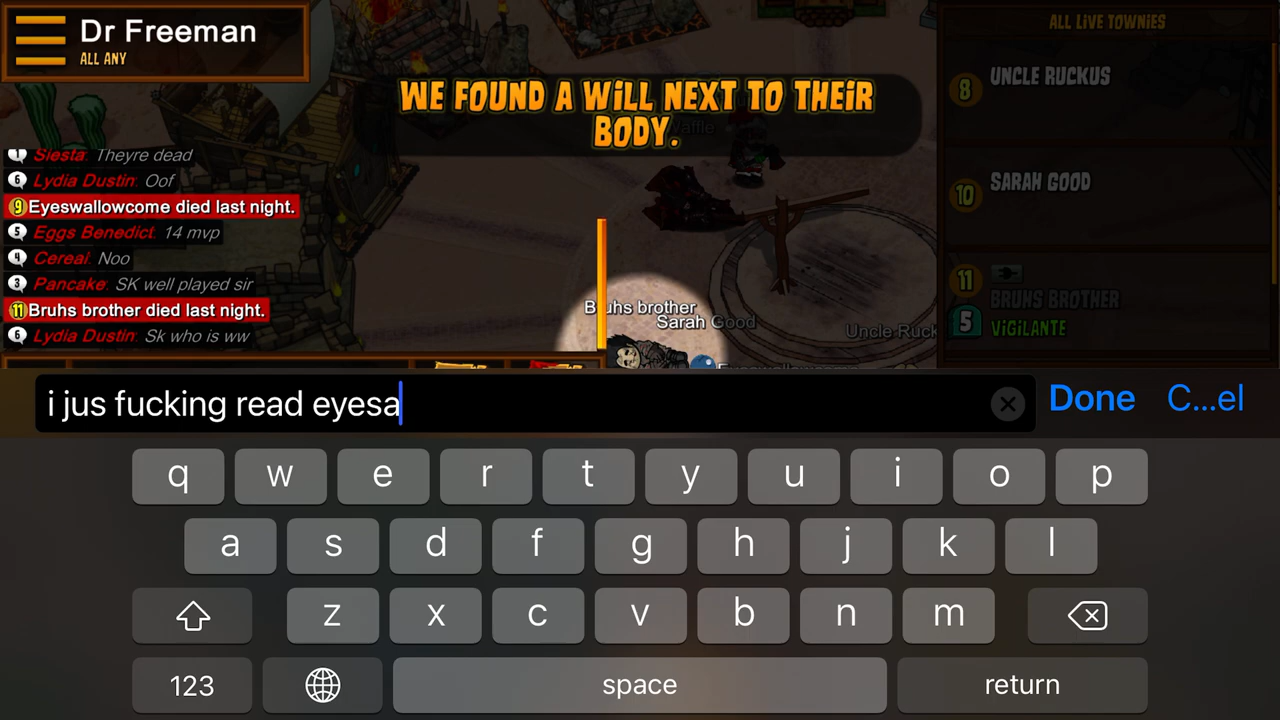 Dr Freeman
ALL ANY
WE FOUND A WILL NEXT TO THEIR
BODY.
Waffle
1 Siesta: Theyre dead
6 Lydia Dustin: Oof
9 Eyeswallowcome died last night.
5 Eggs Benedict: 14 mvp
4 Cereal: Noo
3 Pancake: SK well played sir
11 Bruhs brother died last night.
6 Lydia Dustin: Sk who is ww
Bruhs brother
Sarah Good
Uncle Ruck
ALL LIVE TOWNIES
8 UNCLE RUCKUS
10 SARAH GOOD
11 BRUHS BROTHER
5 VIGILANTE
i jus fucking read eyesa
Done C...el
q w e r t y u i o p
a s d f g h j k l
z x c v b n m
123 space return